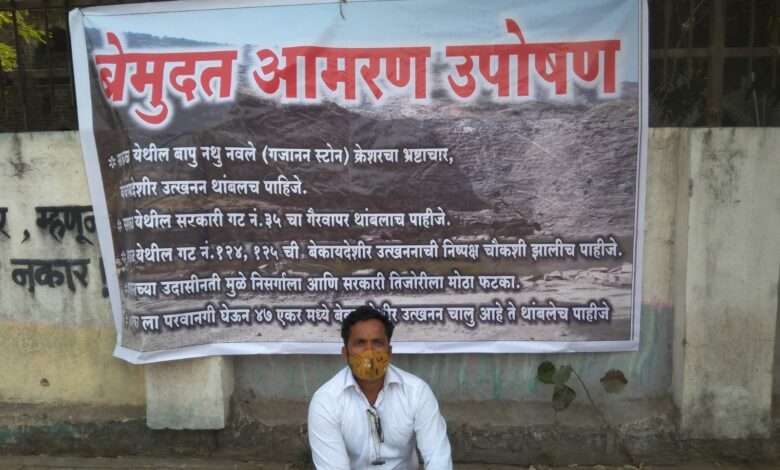 बेमुदत आमरण उपोषण
येथील बापु नथु नवले (गजानन स्टोन) क्रेशरचा भ्रष्टाचार,
उत्खनन थांबलच पाहिजे.
येथील सरकारी गट नं.३५ चा गैरवापर थांबलाच पाहीजे.
येथील गट नं.१२४, १२५ ची बेकायदेशीर उत्खननाची निष्पक्ष चौकशी झालीच पाहीजे.
उदासीनती मुळे निसर्गाला आणि सरकारी तिजोरीला मोठा फटका.
ला परवानगी घेऊन ४७ एकर मध्ये उत्खनन चालु आहे ते थांबलेच पाहीजे
म्हणून
नकार